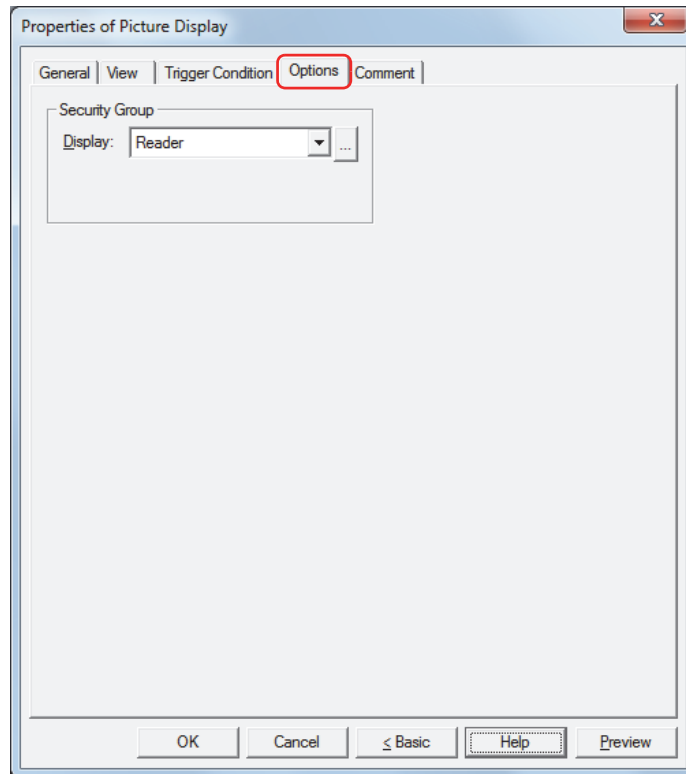 Properties of Picture Display
General View Trigger Condition Options Comment
Security Group
Display: Reader ...
OK Cancel < Basic Help Preview